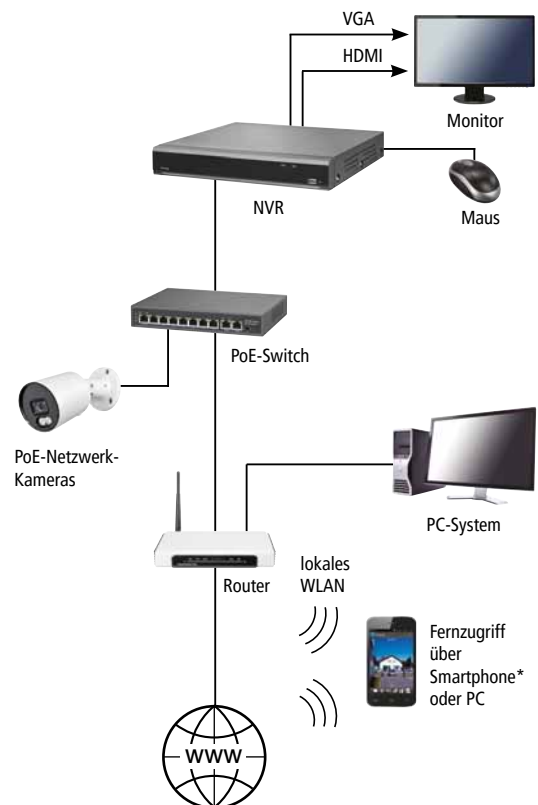 VGA
HDMI
Monitor
NVR
Maus
PoE-Switch
PoE-Netzwerk-
Kameras
PC-System
Router
lokales
WLAN
Fernzugriff
über
Smartphone*
oder PC
WWW